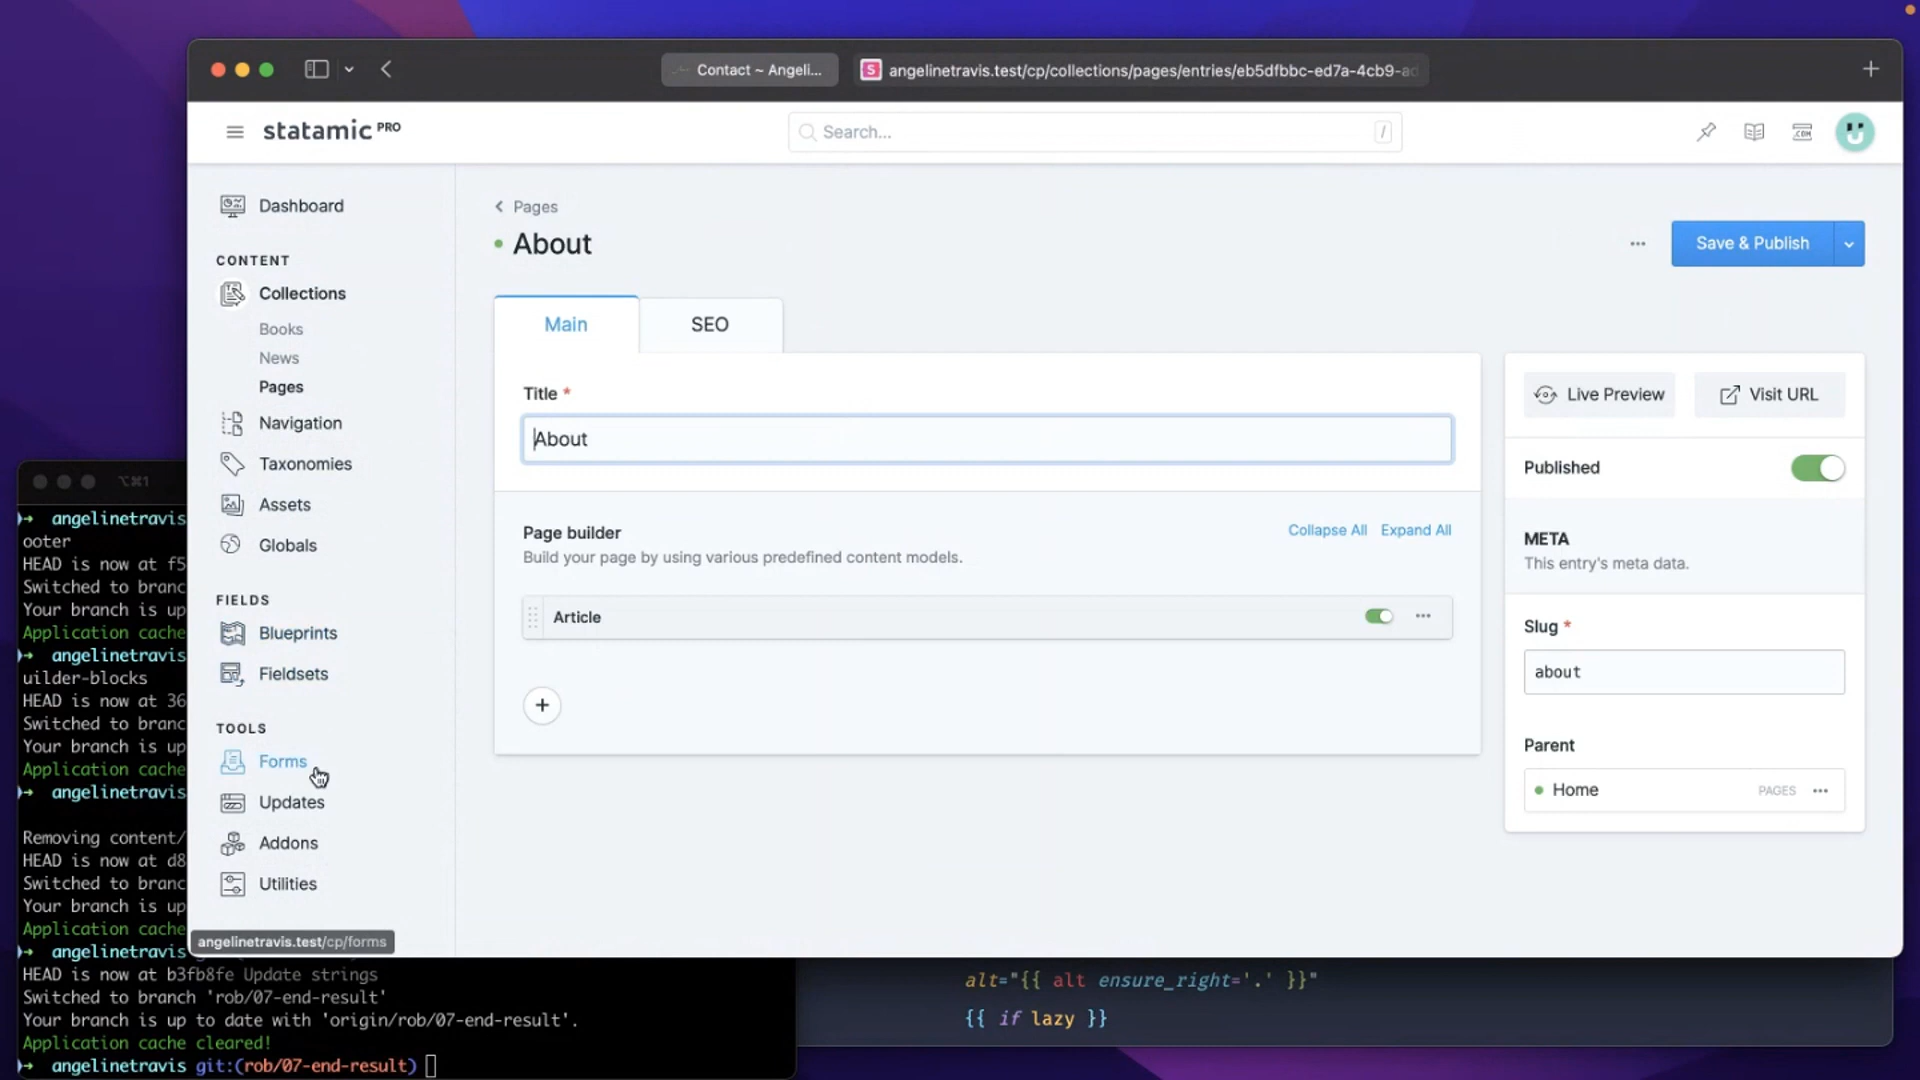 Contact ~ Angeli...
angelinetravis.test/cp/collections/pages/entries/eb5dfbbc-ed7a-4cb9-ad
statamic PRO
Search...
/
.COM
Dashboard
CONTENT
Collections
Books
News
Pages
Navigation
Taxonomies
Assets
Globals
FIELDS
Blueprints
Fieldsets
TOOLS
Forms
Updates
Addons
Utilities
angelinetravis.test/cp/forms
Pages
About
Save & Publish
Main
SEO
Title *
About
Page builder
Collapse All
Expand All
Build your page by using various predefined content models.
Article
Live Preview
Visit URL
Published
META
This entry's meta data.
Slug *
about
Parent
Home
PAGES
⌥⌘1
➜ angelinetravis
ooter
HEAD is now at f5
Switched to branc
Your branch is up
Application cache
➜ angelinetravis
uilder-blocks
HEAD is now at 36
Switched to branc
Your branch is up
Application cache
➜ angelinetravis
Removing content/
HEAD is now at d8
Switched to branc
Your branch is up
Application cache
➜ angelinetravis
HEAD is now at b3fb8fe Update strings
Switched to branch 'rob/07-end-result'
Your branch is up to date with 'origin/rob/07-end-result'.
Application cache cleared!
➜ angelinetravis git:(rob/07-end-result)
alt="{{ alt ensure_right='.' }}"
{{ if lazy }}